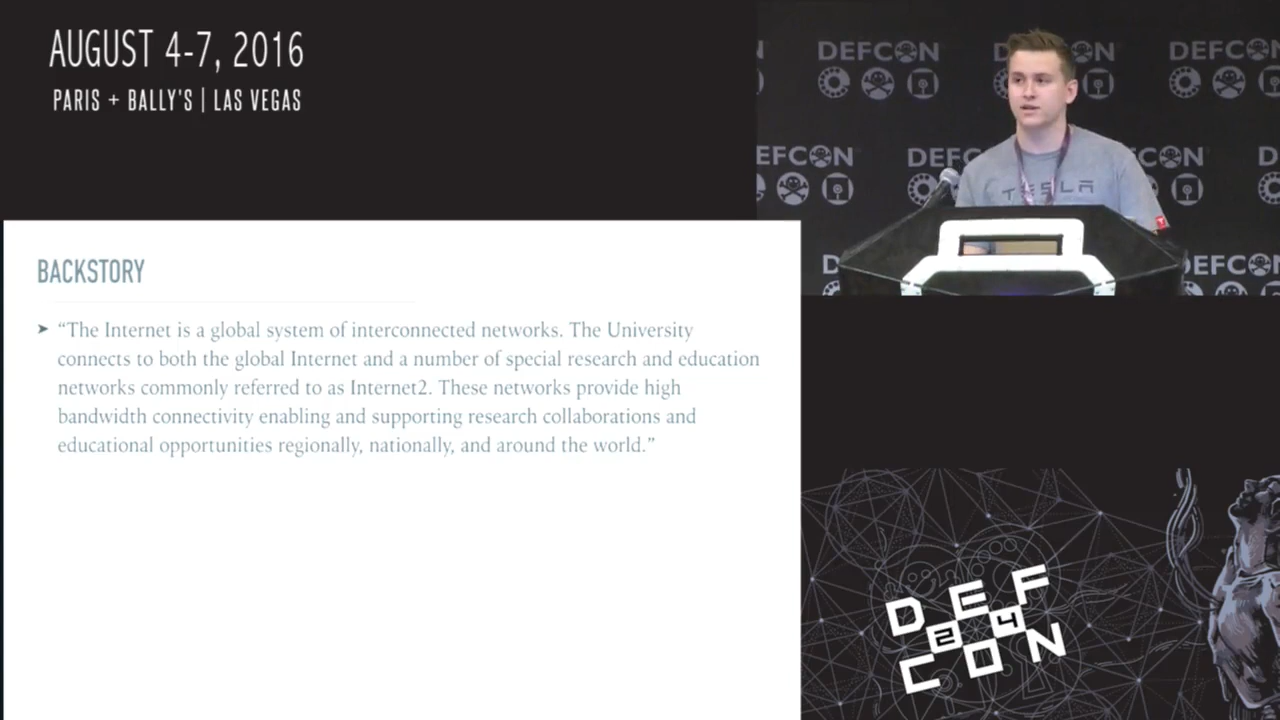 AUGUST 4-7, 2016
PARIS + BALLY'S | LAS VEGAS
DEFCON
DEFCON
DEFCON
DEFCON
DEFCON
TESLA
BACKSTORY
➤ “The Internet is a global system of interconnected networks. The University
connects to both the global Internet and a number of special research and education
networks commonly referred to as Internet2. These networks provide high
bandwidth connectivity enabling and supporting research collaborations and
educational opportunities regionally, nationally, and around the world.”
DEF
24
CON